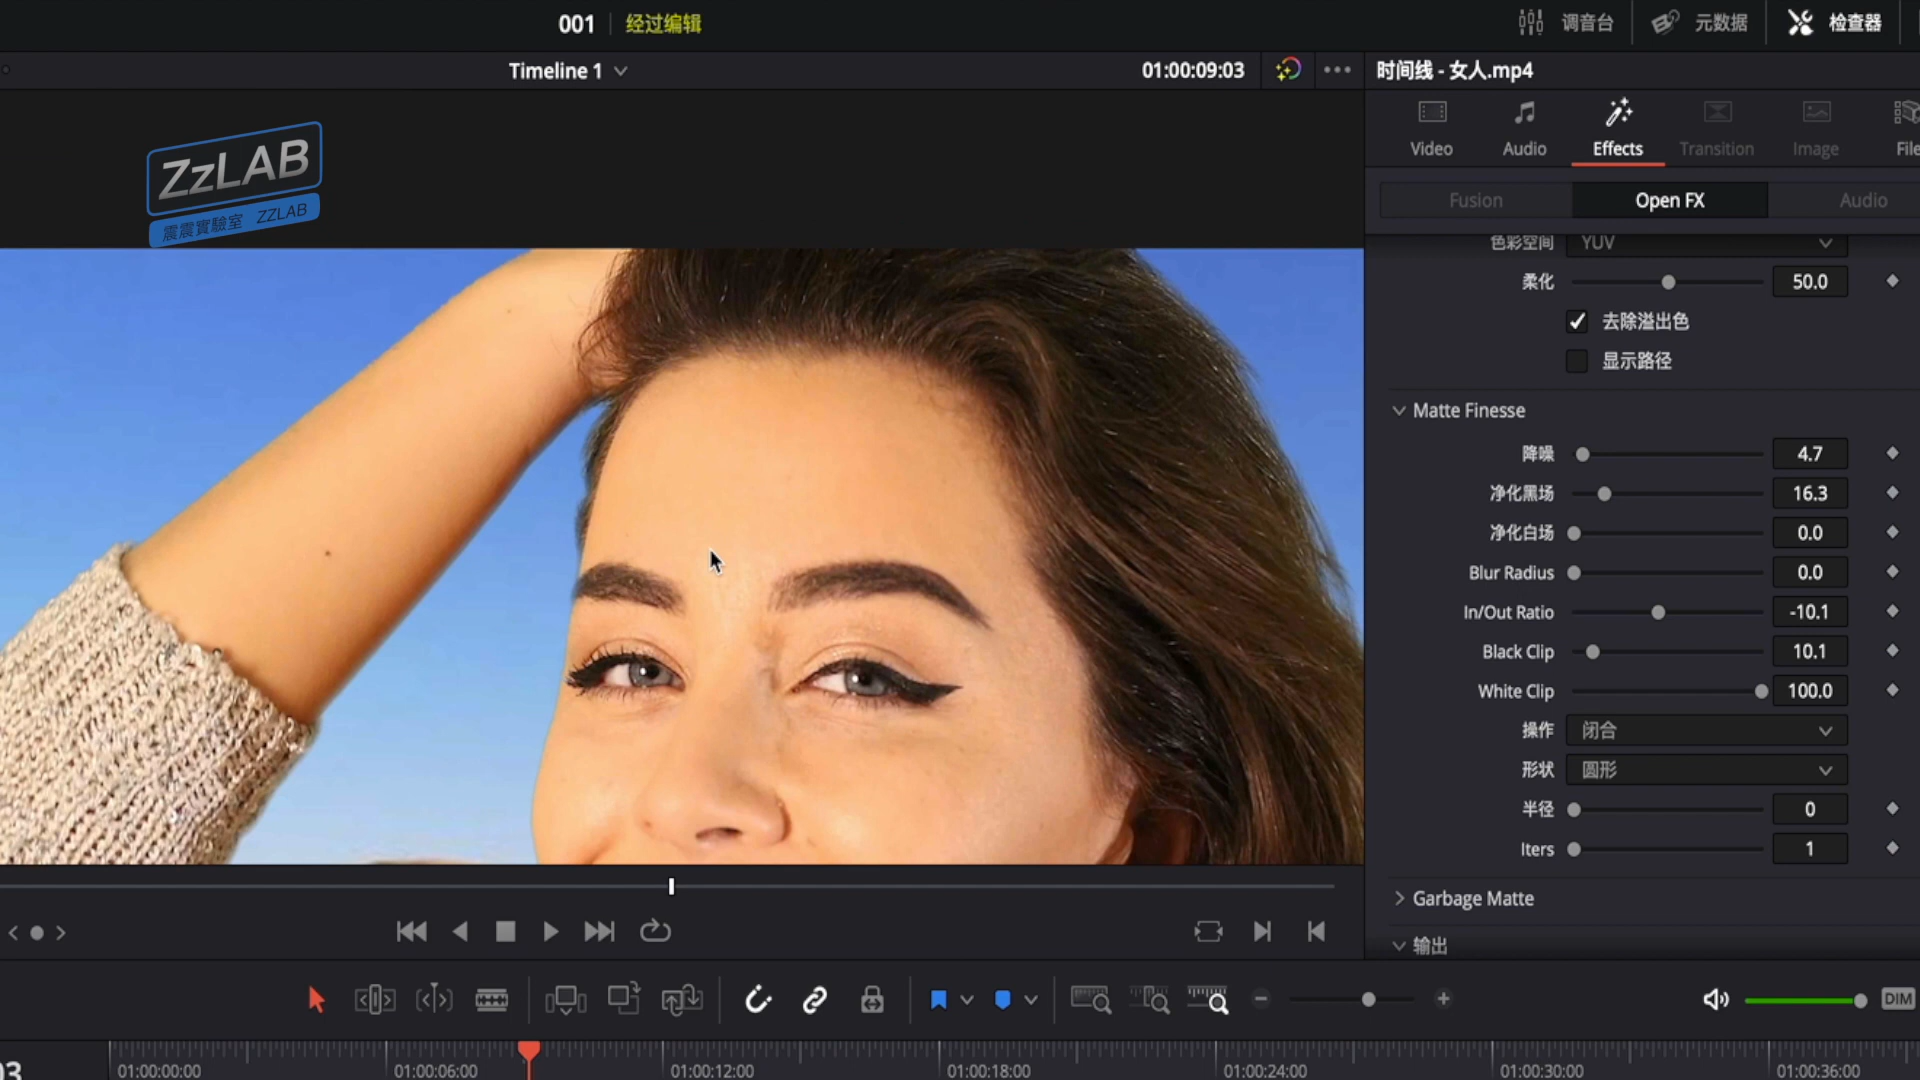 001 经过编辑
调音台 元数据 检查器
Timeline 1 01:00:09:03
时间线 - 女人.mp4
Video Audio Effects Transition Image File
Fusion Open FX Audio
ZzLAB
震震實驗室 ZZLAB
色彩空间 YUV
柔化 50.0
去除溢出色
显示路径
Matte Finesse
降噪 4.7
净化黑场 16.3
净化白场 0.0
Blur Radius 0.0
In/Out Ratio -10.1
Black Clip 10.1
White Clip 100.0
操作 闭合
形状 圆形
半径 0
Iters 1
Garbage Matte
输出
DIM
03 01:00:00:00 01:00:06:00 01:00:12:00 01:00:18:00 01:00:24:00 01:00:30:00 01:00:36:00